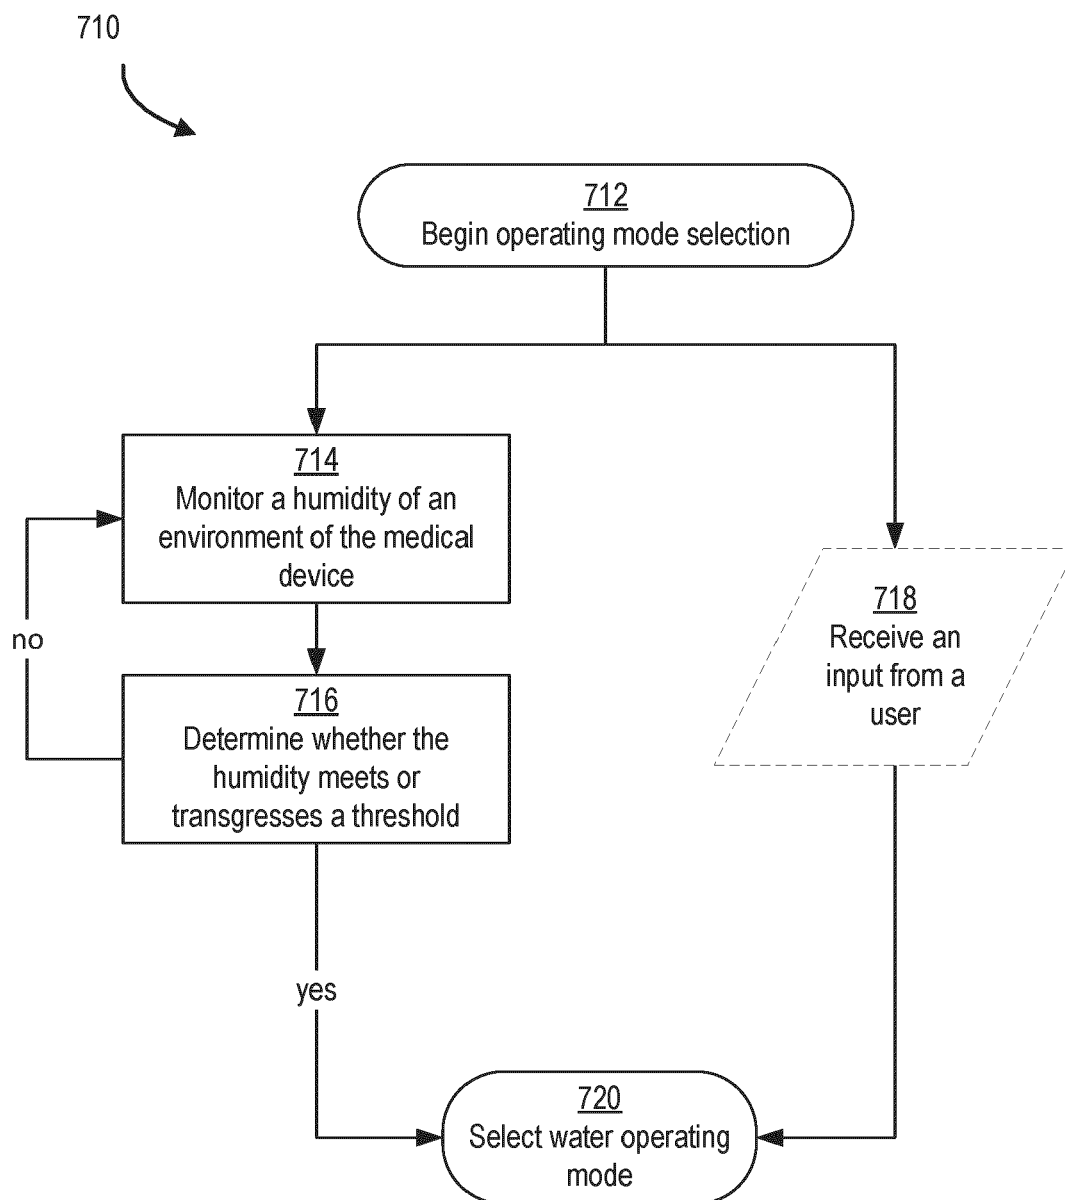 710
712
Begin operating mode selection
714
Monitor a humidity of an
environment of the medical
device
718
Receive an
input from a
user
no
716
Determine whether the
humidity meets or
transgresses a threshold
yes
720
Select water operating
mode